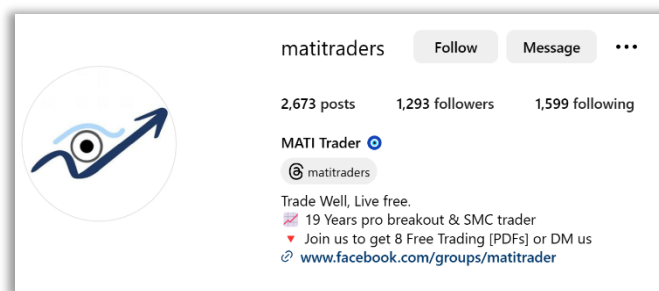 matitraders Follow Message
2,673 posts 1,293 followers 1,599 following
MATI Trader 🧿
matitraders
Trade Well, Live free.
📈 19 Years pro breakout & SMC trader
🔻 Join us to get 8 Free Trading [PDFs] or DM us
www.facebook.com/groups/matitrader